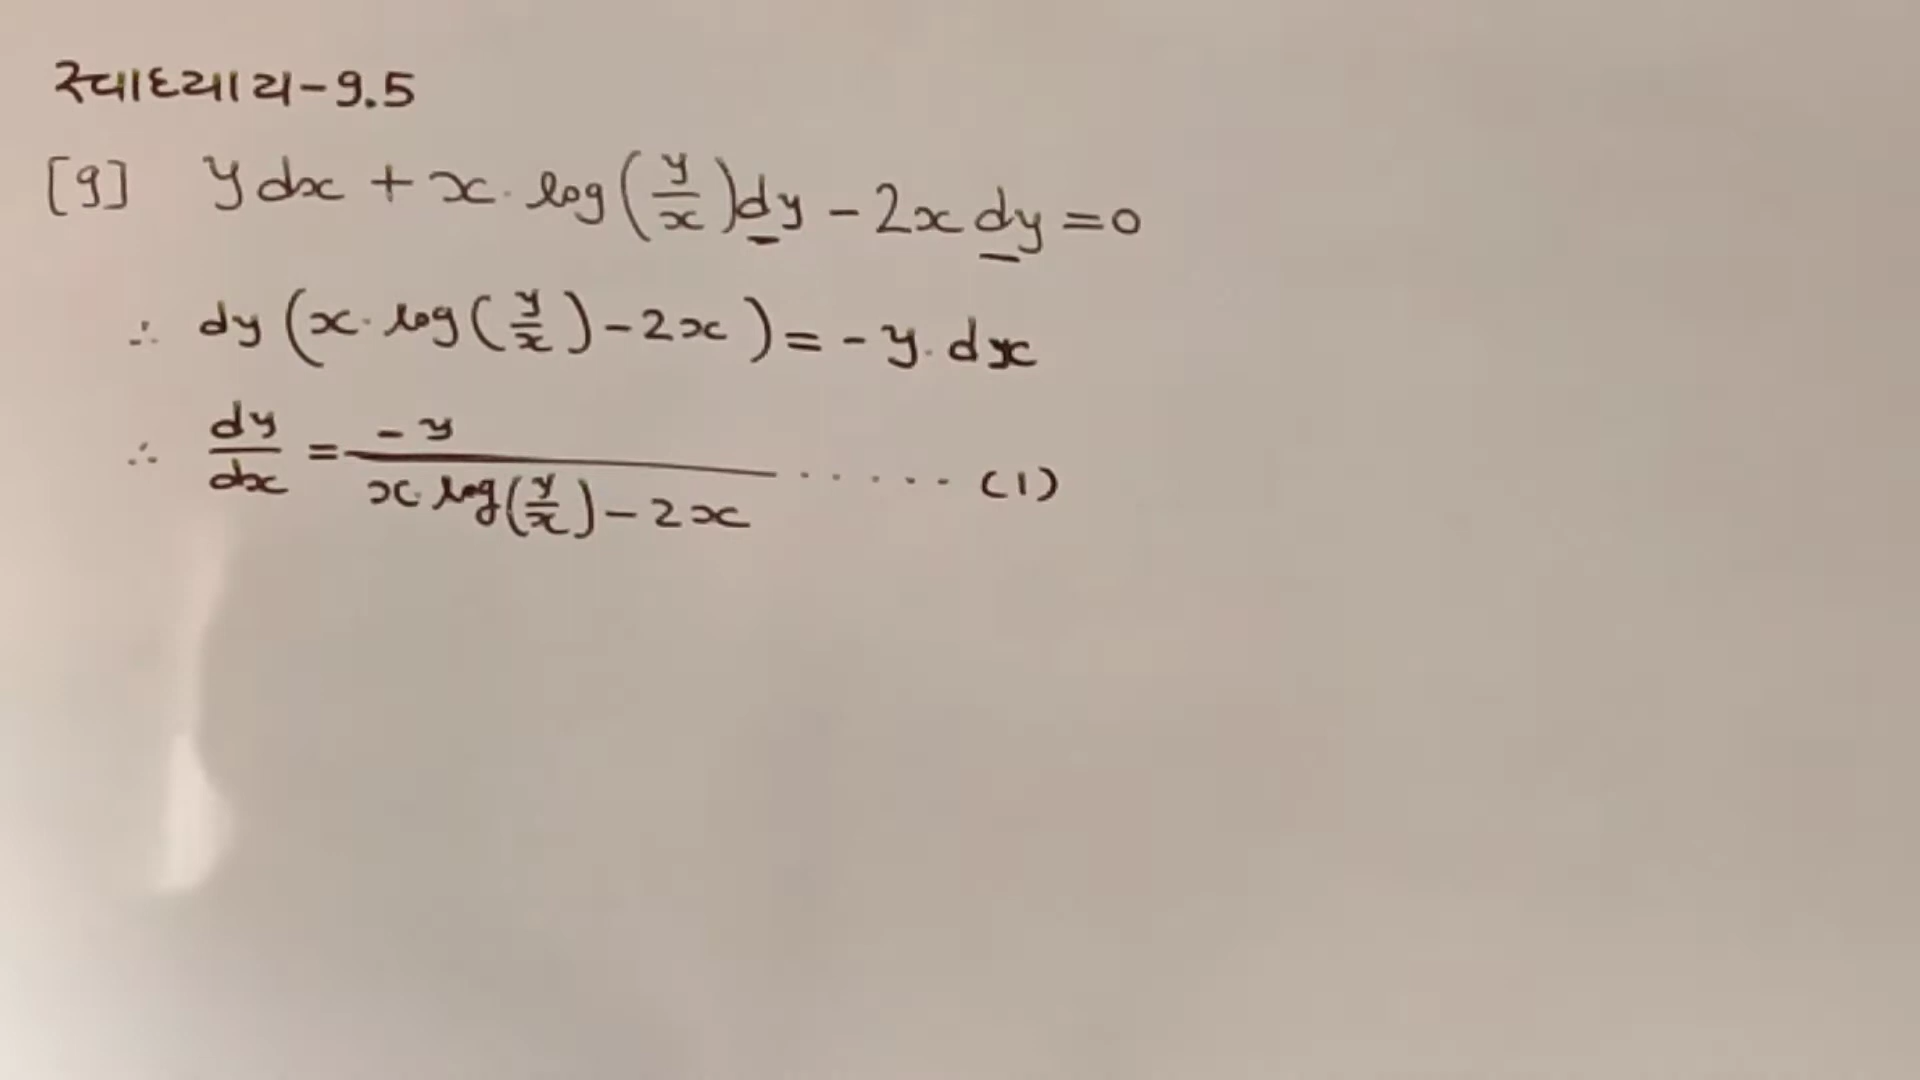 સ્વાધ્યાય-9.5
[9] y dx + x · log(y/x) dy - 2x dy = 0
∴ dy (x · log(y/x) - 2x) = - y · dx
∴ dy/dx = -y / (x · log(y/x) - 2x) ..... (1)